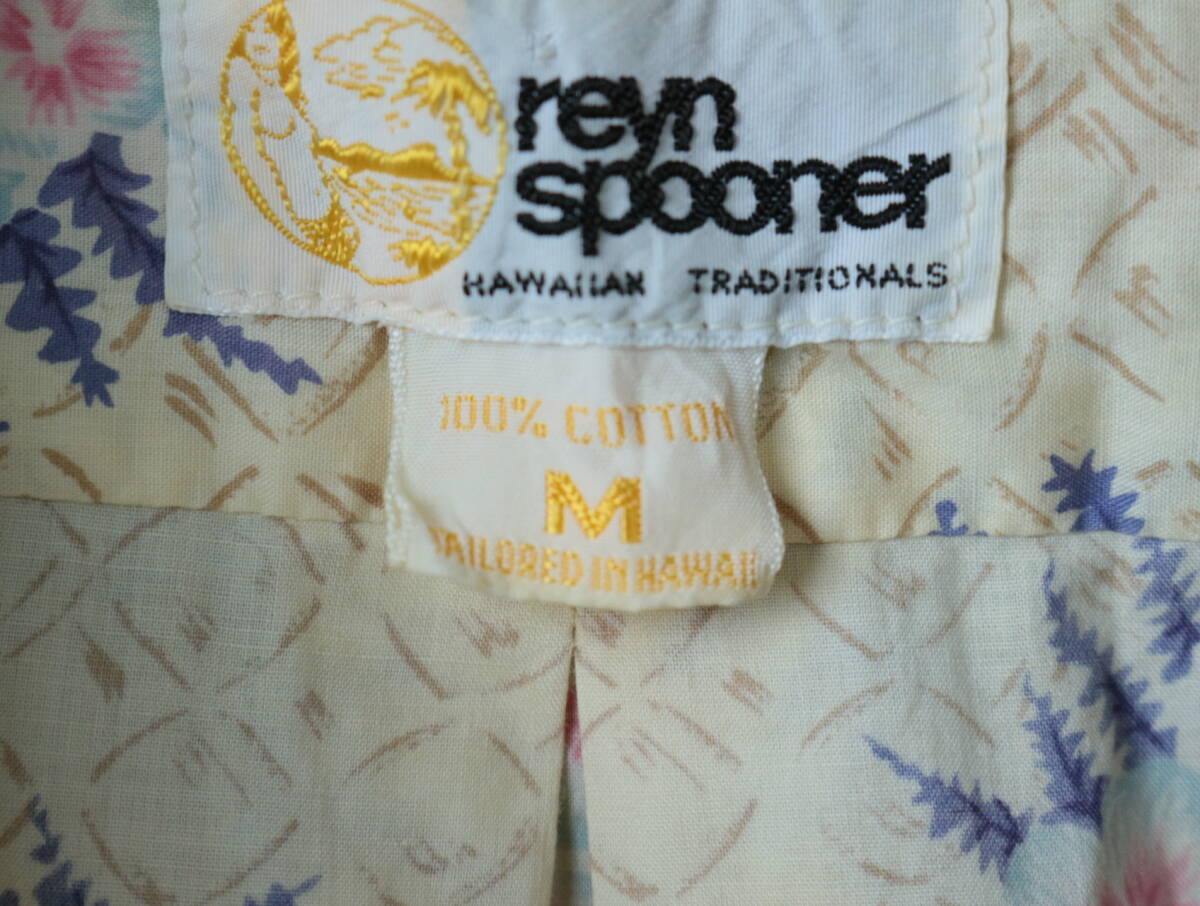 reyn
spooner
HAWAIIAN TRADITIONALS
100% COTTON
M
TAILORED IN HAWAII